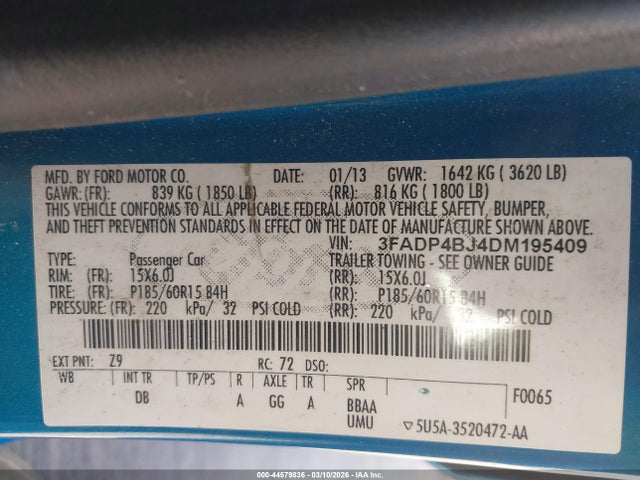 MFD. BY FORD MOTOR CO. DATE: 01/13 GVWR: 1642 KG ( 3620 LB)
GAWR: (FR): 839 KG ( 1850 LB) (RR): 816 KG ( 1800 LB)
THIS VEHICLE CONFORMS TO ALL APPLICABLE FEDERAL MOTOR VEHICLE SAFETY, BUMPER,
AND THEFT PREVENTION STANDARDS IN EFFECT ON THE DATE OF MANUFACTURE SHOWN ABOVE.
VIN: 3FADP4BJ4DM195409
TYPE: Passenger Car TRAILER TOWING - SEE OWNER GUIDE
RIM: (FR): 15X6.0J (RR): 15X6.0J
TIRE: (FR): P185/60R15 84H (RR): P185/60R15 84H
PRESSURE: (FR): 220 kPa/ 32 PSI COLD (RR): 220 kPa/ 32 PSI COLD
EXT PNT: Z9 RC: 72 DSO:
WB INT TR TP/PS R AXLE TR SPR F0065
DB A GG A BBAA
UMU ▽5U5A-3520472-AA
000-44579836 - 03/10/2026 - IAAI.COM